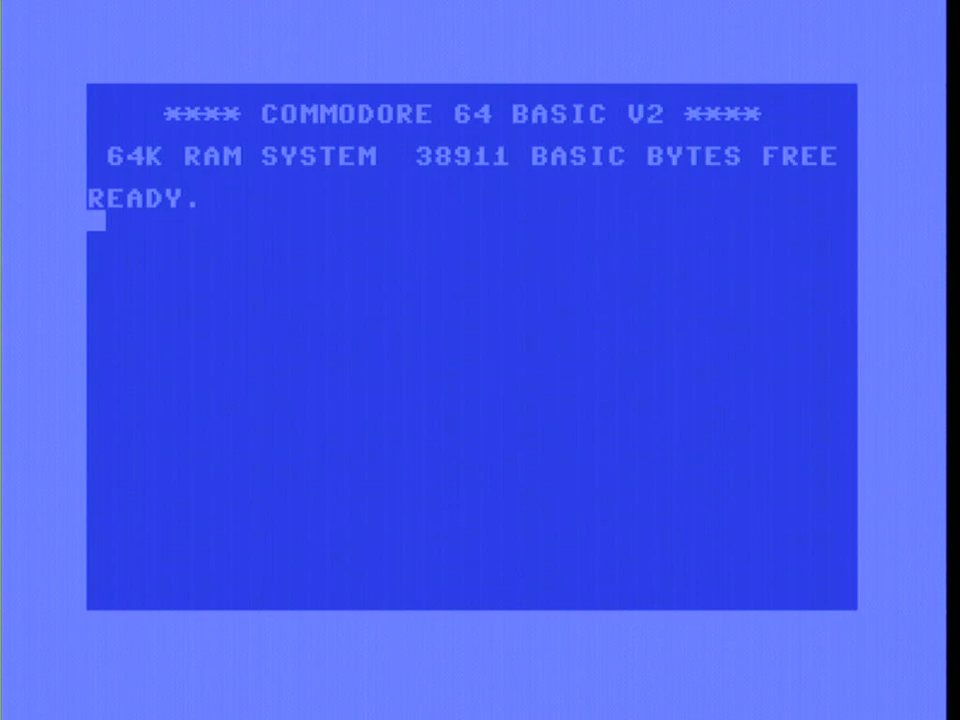 **** COMMODORE 64 BASIC V2 ****
64K RAM SYSTEM  38911 BASIC BYTES FREE
READY.